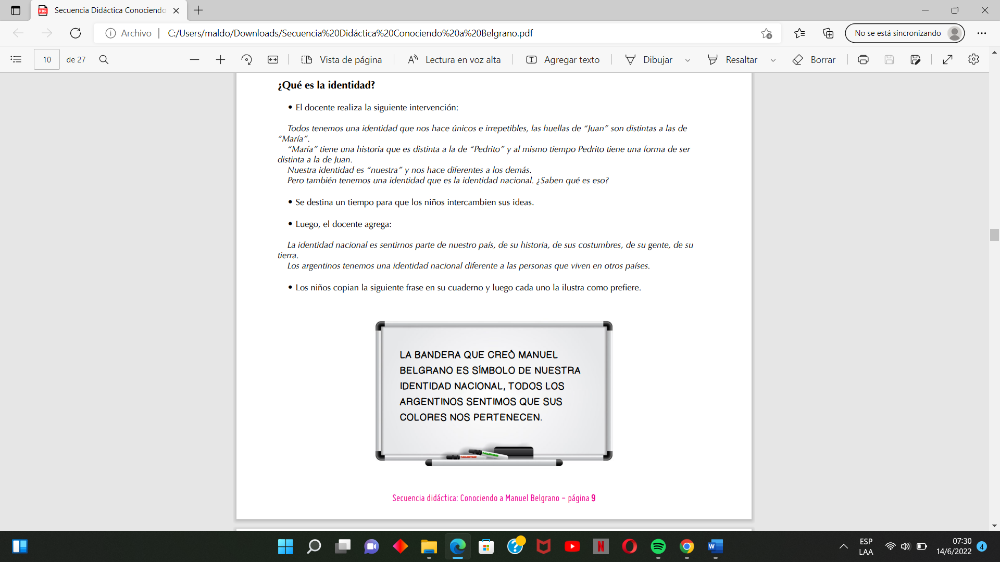 Secuencia Didáctica Conociendo
Archivo
C:/Users/maldo/Downloads/Secuencia%20Didáctica%20Conociendo%20a%20Belgrano.pdf
No se está sincronizando
10 de 27
Vista de página
Lectura en voz alta
Agregar texto
Dibujar
Resaltar
Borrar
¿Qué es la identidad?
• El docente realiza la siguiente intervención:
Todos tenemos una identidad que nos hace únicos e irrepetibles, las huellas de “Juan” son distintas a las de
“María”.
“María” tiene una historia que es distinta a la de “Pedrito” y al mismo tiempo Pedrito tiene una forma de ser
distinta a la de Juan.
Nuestra identidad es “nuestra” y nos hace diferentes a los demás.
Pero también tenemos una identidad que es la identidad nacional. ¿Saben qué es eso?
• Se destina un tiempo para que los niños intercambien sus ideas.
• Luego, el docente agrega:
La identidad nacional es sentirnos parte de nuestro país, de su historia, de sus costumbres, de su gente, de su
tierra.
Los argentinos tenemos una identidad nacional diferente a las personas que viven en otros países.
• Los niños copian la siguiente frase en su cuaderno y luego cada uno la ilustra como prefiere.
LA BANDERA QUE CREÓ MANUEL
BELGRANO ES SÍMBOLO DE NUESTRA
IDENTIDAD NACIONAL, TODOS LOS
ARGENTINOS SENTIMOS QUE SUS
COLORES NOS PERTENECEN.
Secuencia didáctica: Conociendo a Manuel Belgrano – página 9
ESP
LAA
07:30
14/6/2022
4